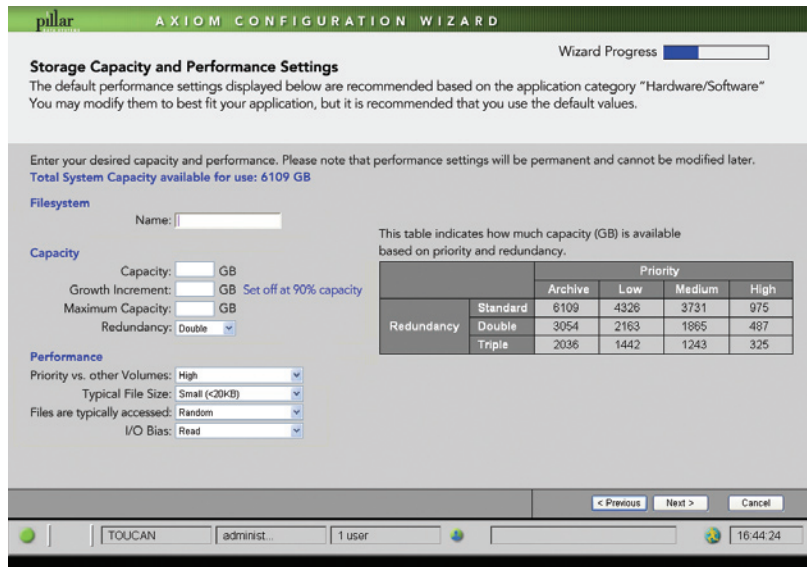 pillar
DATA SYSTEMS
AXIOM CONFIGURATION WIZARD
Wizard Progress
Storage Capacity and Performance Settings
The default performance settings displayed below are recommended based on the application category "Hardware/Software"
You may modify them to best fit your application, but it is recommended that you use the default values.
Enter your desired capacity and performance. Please note that performance settings will be permanent and cannot be modified later.
Total System Capacity available for use: 6109 GB
Filesystem
Name:
Capacity
Capacity: GB
Growth Increment: GB Set off at 90% capacity
Maximum Capacity: GB
Redundancy: Double
Performance
Priority vs. other Volumes: High
Typical File Size: Small (<20KB)
Files are typically accessed: Random
I/O Bias: Read
This table indicates how much capacity (GB) is available
based on priority and redundancy.
Priority
Archive Low Medium High
Redundancy
Standard 6109 4326 3731 975
Double 3054 2163 1865 487
Triple 2036 1442 1243 325
< Previous Next > Cancel
TOUCAN administ... 1 user 16:44:24